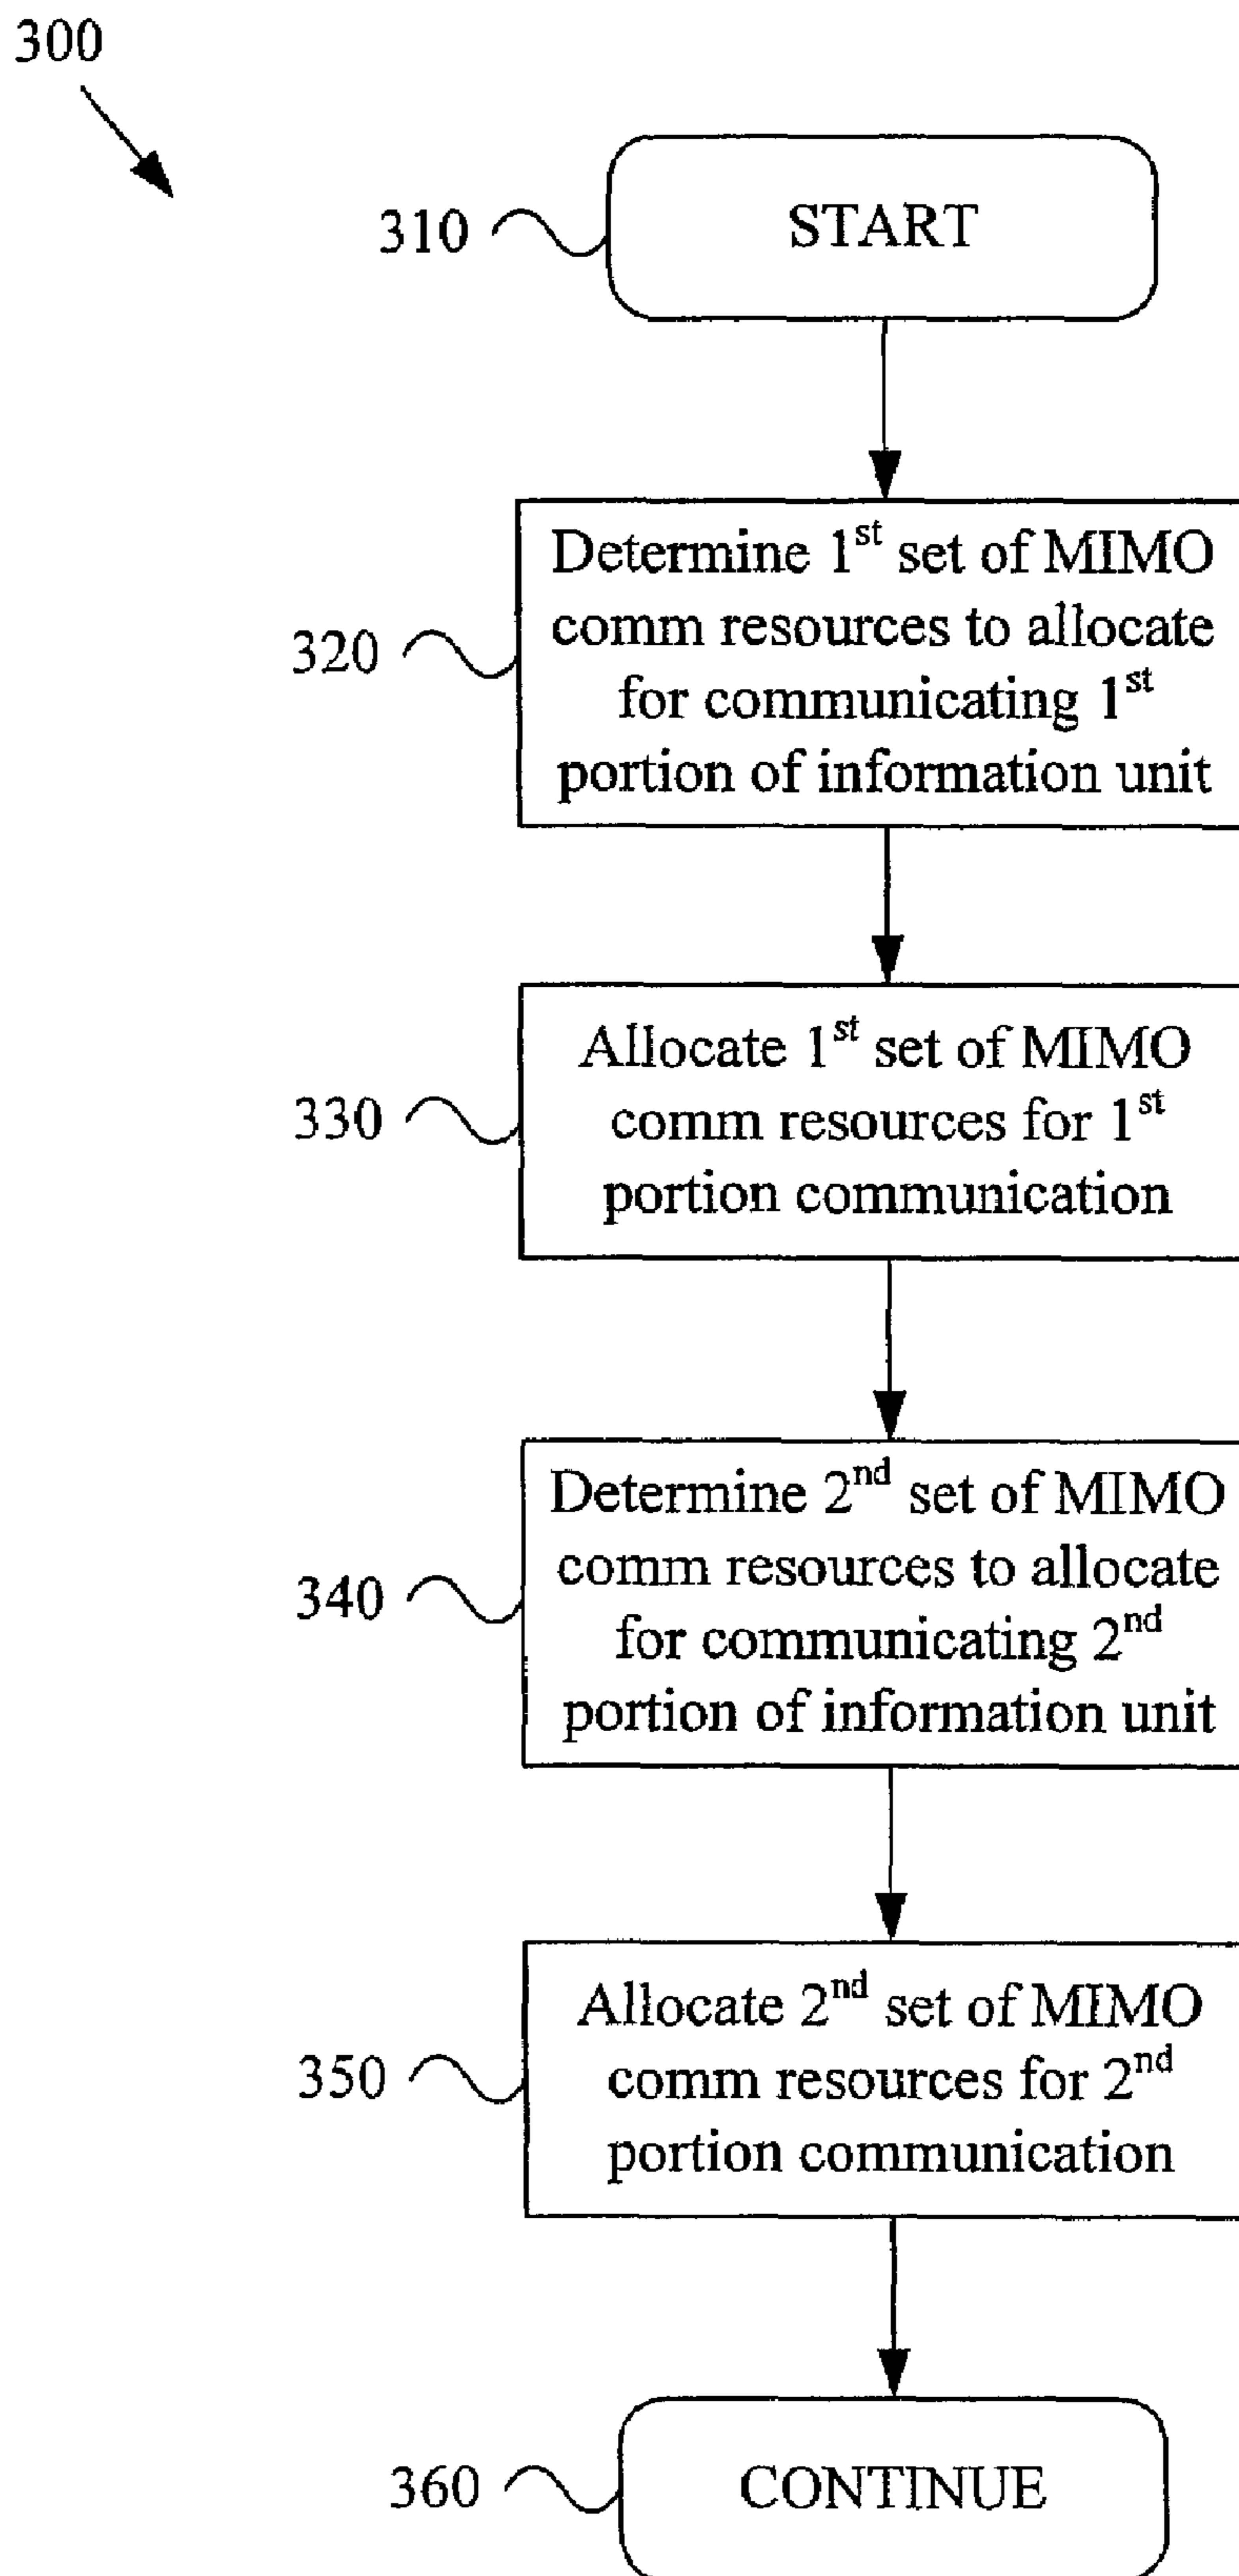 300
310
START
320
Determine 1st set of MIMO
comm resources to allocate
for communicating 1st
portion of information unit
330
Allocate 1st set of MIMO
comm resources for 1st
portion communication
340
Determine 2nd set of MIMO
comm resources to allocate
for communicating 2nd
portion of information unit
350
Allocate 2nd set of MIMO
comm resources for 2nd
portion communication
360
CONTINUE